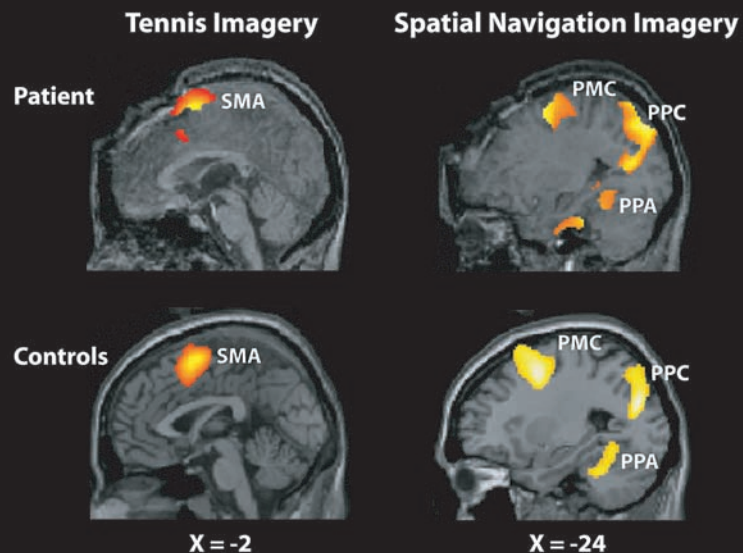 Tennis Imagery Spatial Navigation Imagery
Patient
SMA
PMC
PPC
PPA
Controls
SMA
PMC
PPC
PPA
X = -2 X = -24